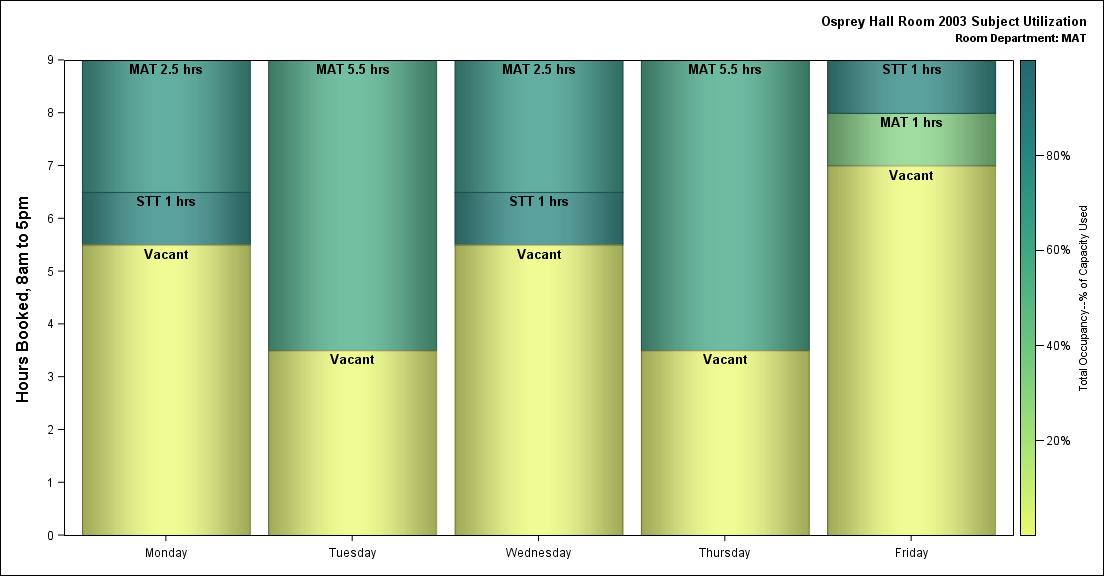 Osprey Hall Room 2003 Subject Utilization
Room Department: MAT
Hours Booked, 8am to 5pm
9
8
7
6
5
4
3
2
1
0
MAT 2.5 hrs
STT 1 hrs
Vacant
MAT 5.5 hrs
Vacant
MAT 2.5 hrs
STT 1 hrs
Vacant
MAT 5.5 hrs
Vacant
STT 1 hrs
MAT 1 hrs
Vacant
Monday
Tuesday
Wednesday
Thursday
Friday
80%
60%
40%
20%
Total Occupancy--% of Capacity Used